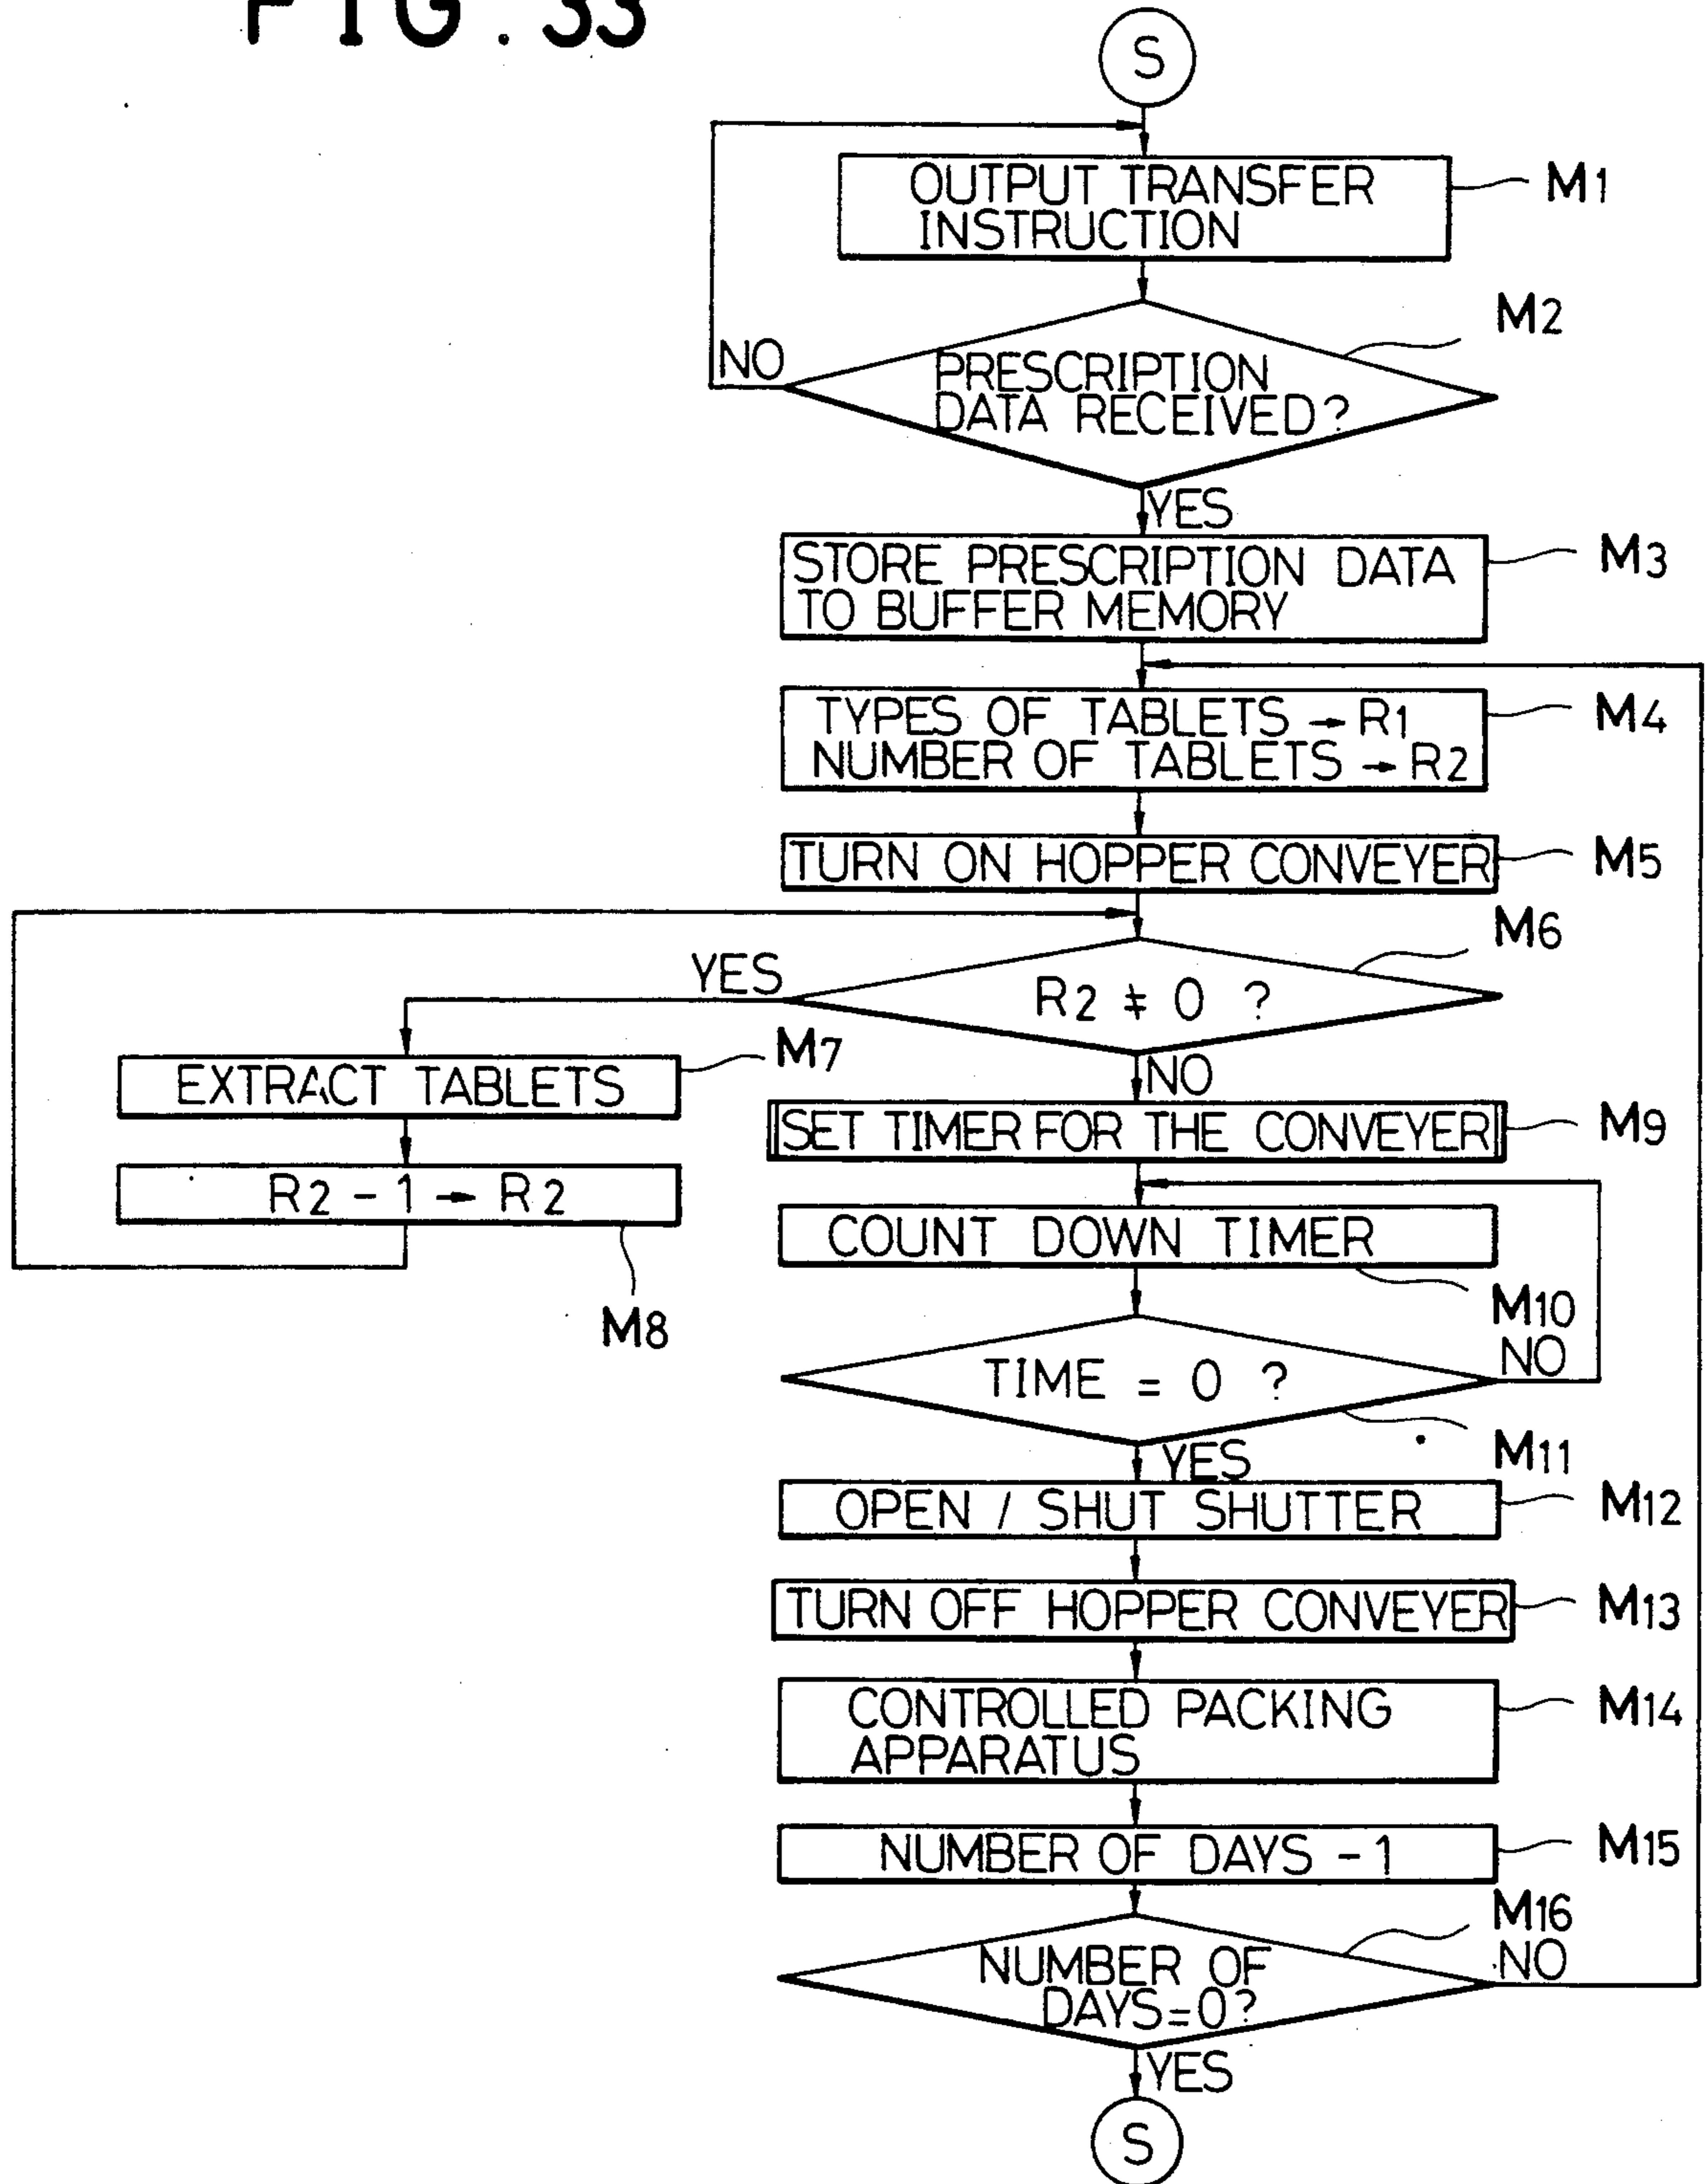 FIG. 33
S
OUTPUT TRANSFER
INSTRUCTION
M1
M2
NO
PRESCRIPTION
DATA RECEIVED?
YES
STORE PRESCRIPTION DATA
TO BUFFER MEMORY
M3
TYPES OF TABLETS → R1
NUMBER OF TABLETS → R2
M4
TURN ON HOPPER CONVEYER
M5
M6
YES
R2 ≠ 0 ?
M7
NO
EXTRACT TABLETS
SET TIMER FOR THE CONVEYER
M9
R2 - 1 → R2
M8
COUNT DOWN TIMER
M10
NO
TIME = 0 ?
M11
YES
OPEN / SHUT SHUTTER
M12
TURN OFF HOPPER CONVEYER
M13
CONTROLLED PACKING
APPARATUS
M14
NUMBER OF DAYS - 1
M15
M16
NO
NUMBER OF
DAYS=0?
YES
S